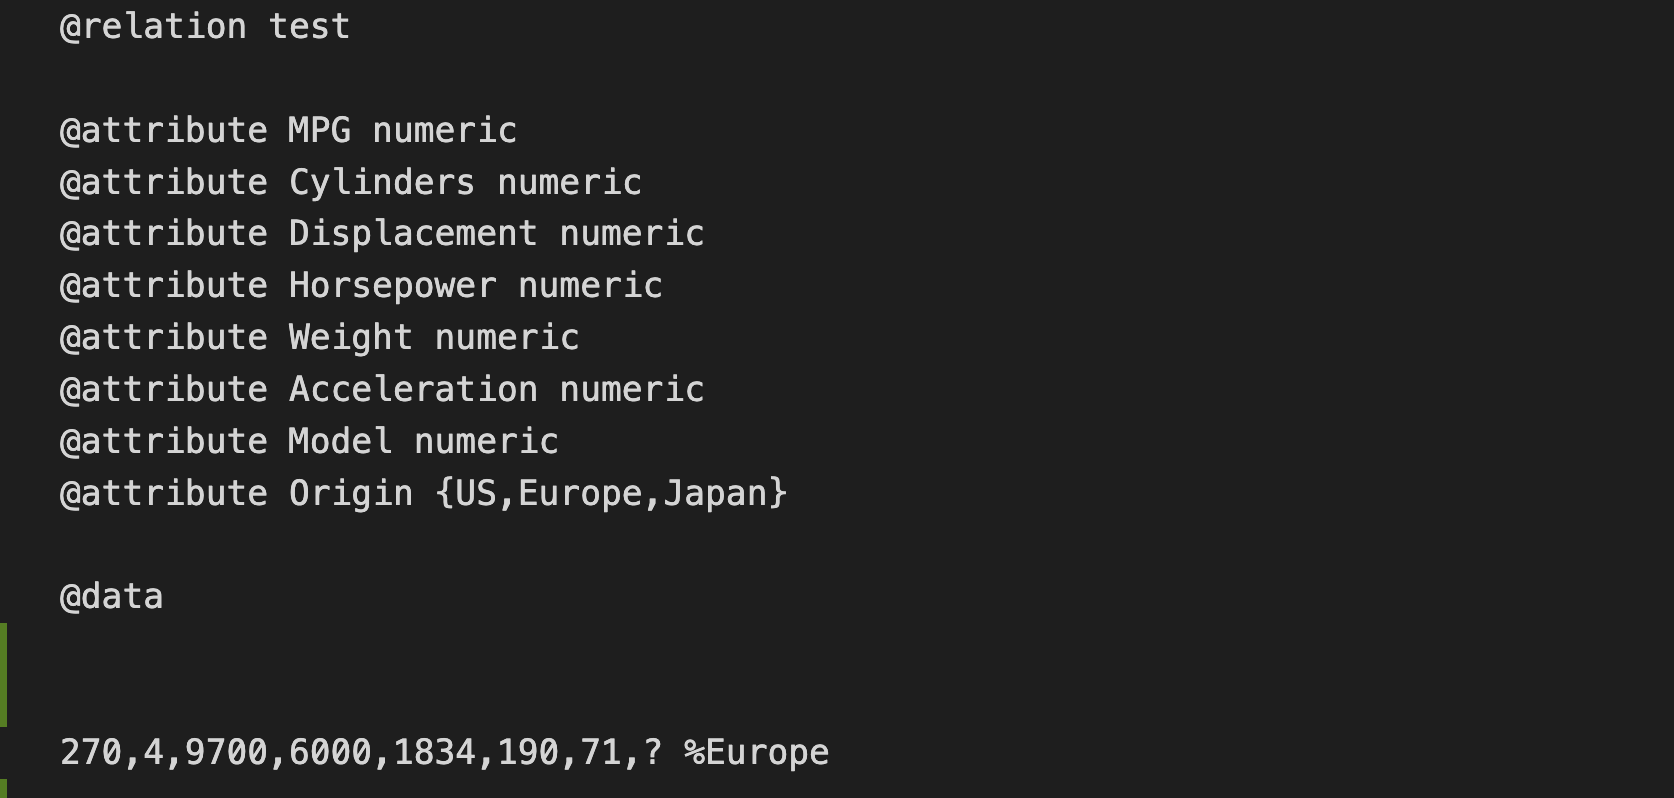 @relation test
@attribute MPG numeric
@attribute Cylinders numeric
@attribute Displacement numeric
@attribute Horsepower numeric
@attribute Weight numeric
@attribute Acceleration numeric
@attribute Model numeric
@attribute Origin {US,Europe,Japan}
@data
270,4,9700,6000,1834,190,71,? %Europe